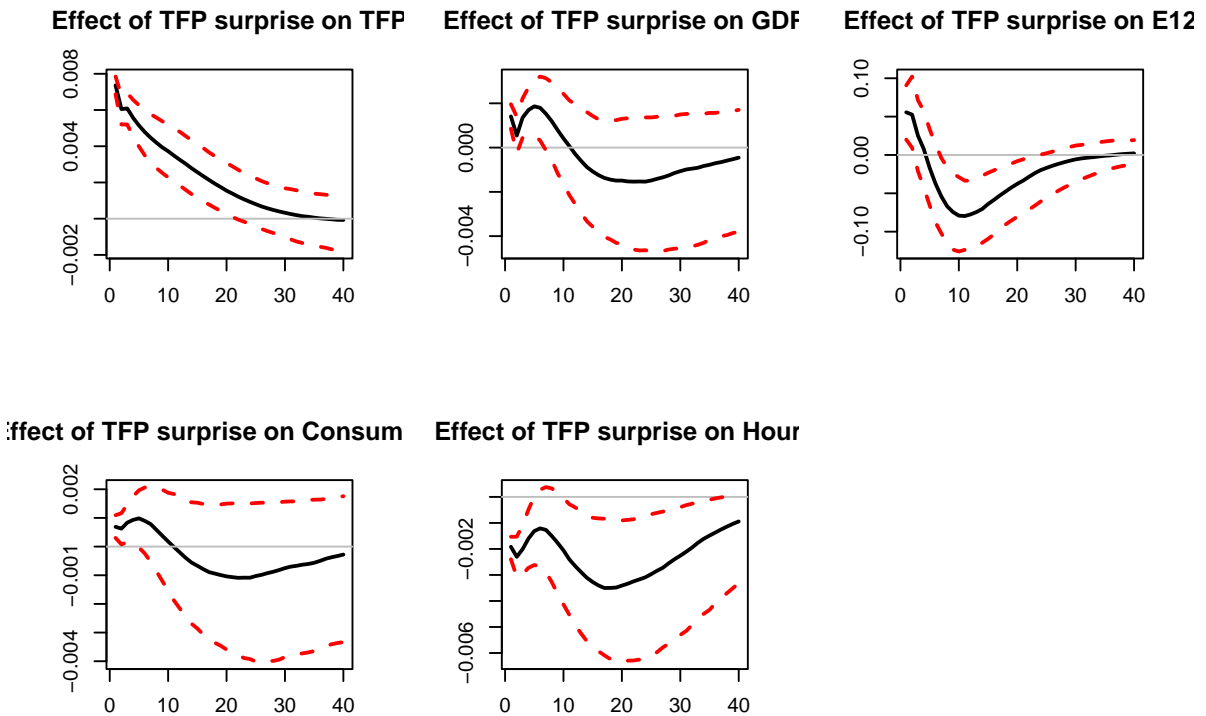 Effect of TFP surprise on TFP
0.008
0.004
−0.002
0 10 20 30 40
Effect of TFP surprise on GDP
0.000
−0.004
0 10 20 30 40
Effect of TFP surprise on E12
0.10
0.00
−0.10
0 10 20 30 40
Effect of TFP surprise on Consum
0.002
−0.001
−0.004
0 10 20 30 40
Effect of TFP surprise on Hour
−0.002
−0.006
0 10 20 30 40